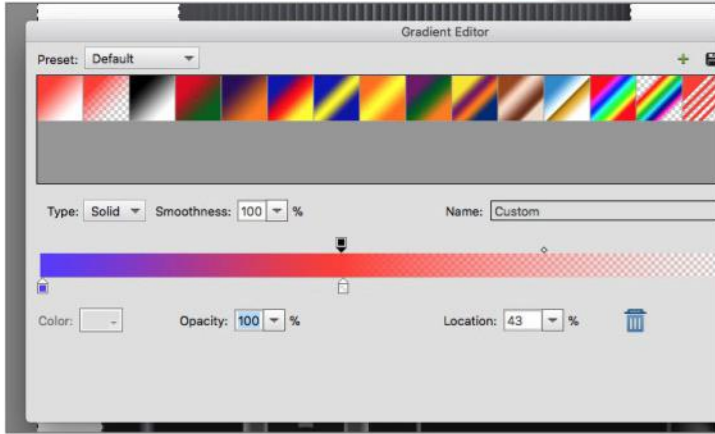 Gradient Editor
Preset: Default
Type: Solid Smoothness: 100 % Name: Custom
Color: Opacity: 100 % Location: 43 %